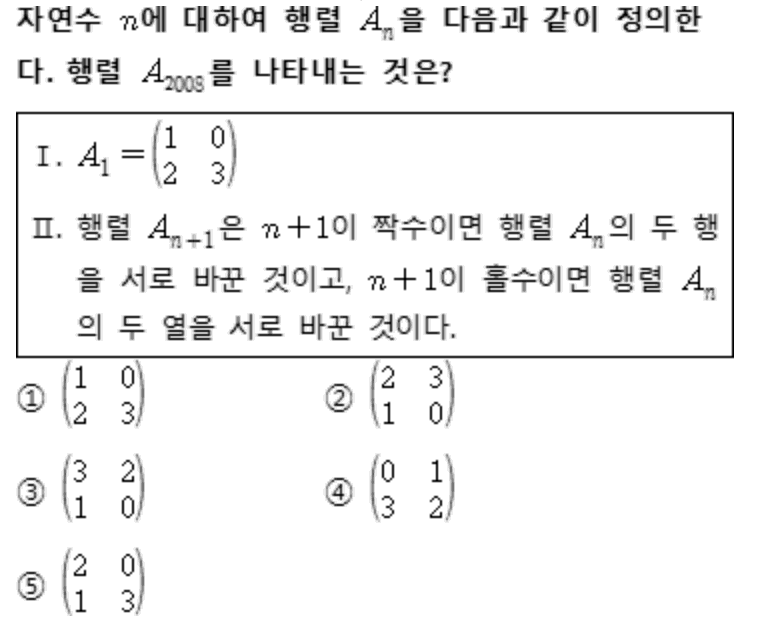 자연수 n에 대하여 행렬 A_n을 다음과 같이 정의한
다. 행렬 A_2008를 나타내는 것은?
Ⅰ. A_1 = (1 0
2 3)
Ⅱ. 행렬 A_{n+1}은 n+1이 짝수이면 행렬 A_n의 두 행
을 서로 바꾼 것이고, n+1이 홀수이면 행렬 A_n
의 두 열을 서로 바꾼 것이다.
① (1 0
2 3)
② (2 3
1 0)
③ (3 2
1 0)
④ (0 1
3 2)
⑤ (2 0
1 3)